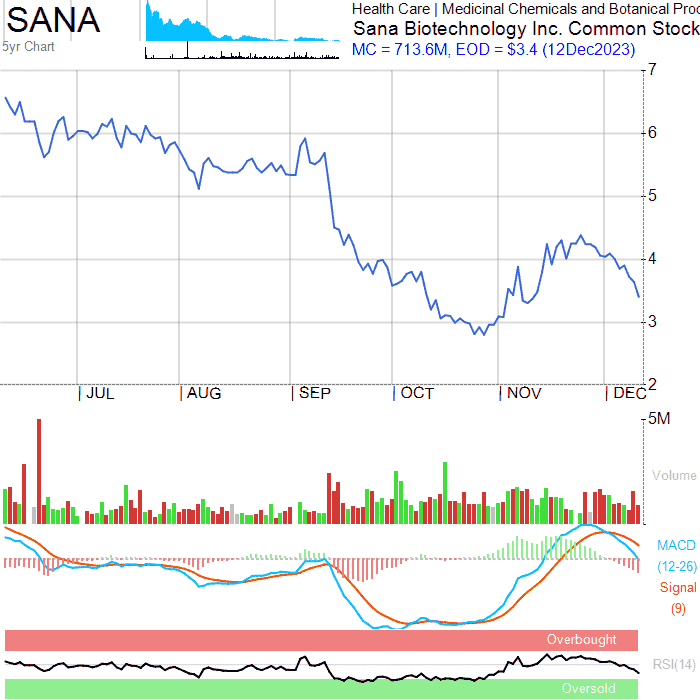 SANA
5yr Chart
Health Care | Medicinal Chemicals and Botanical Proc
Sana Biotechnology Inc. Common Stock
MC = 713.6M, EOD = $3.4 (12Dec2023)
7
6
5
4
3
2
| JUL | AUG | SEP | OCT | NOV | DEC
5M
Volume
MACD
(12-26)
Signal
(9)
Overbought
RSI(14)
Oversold